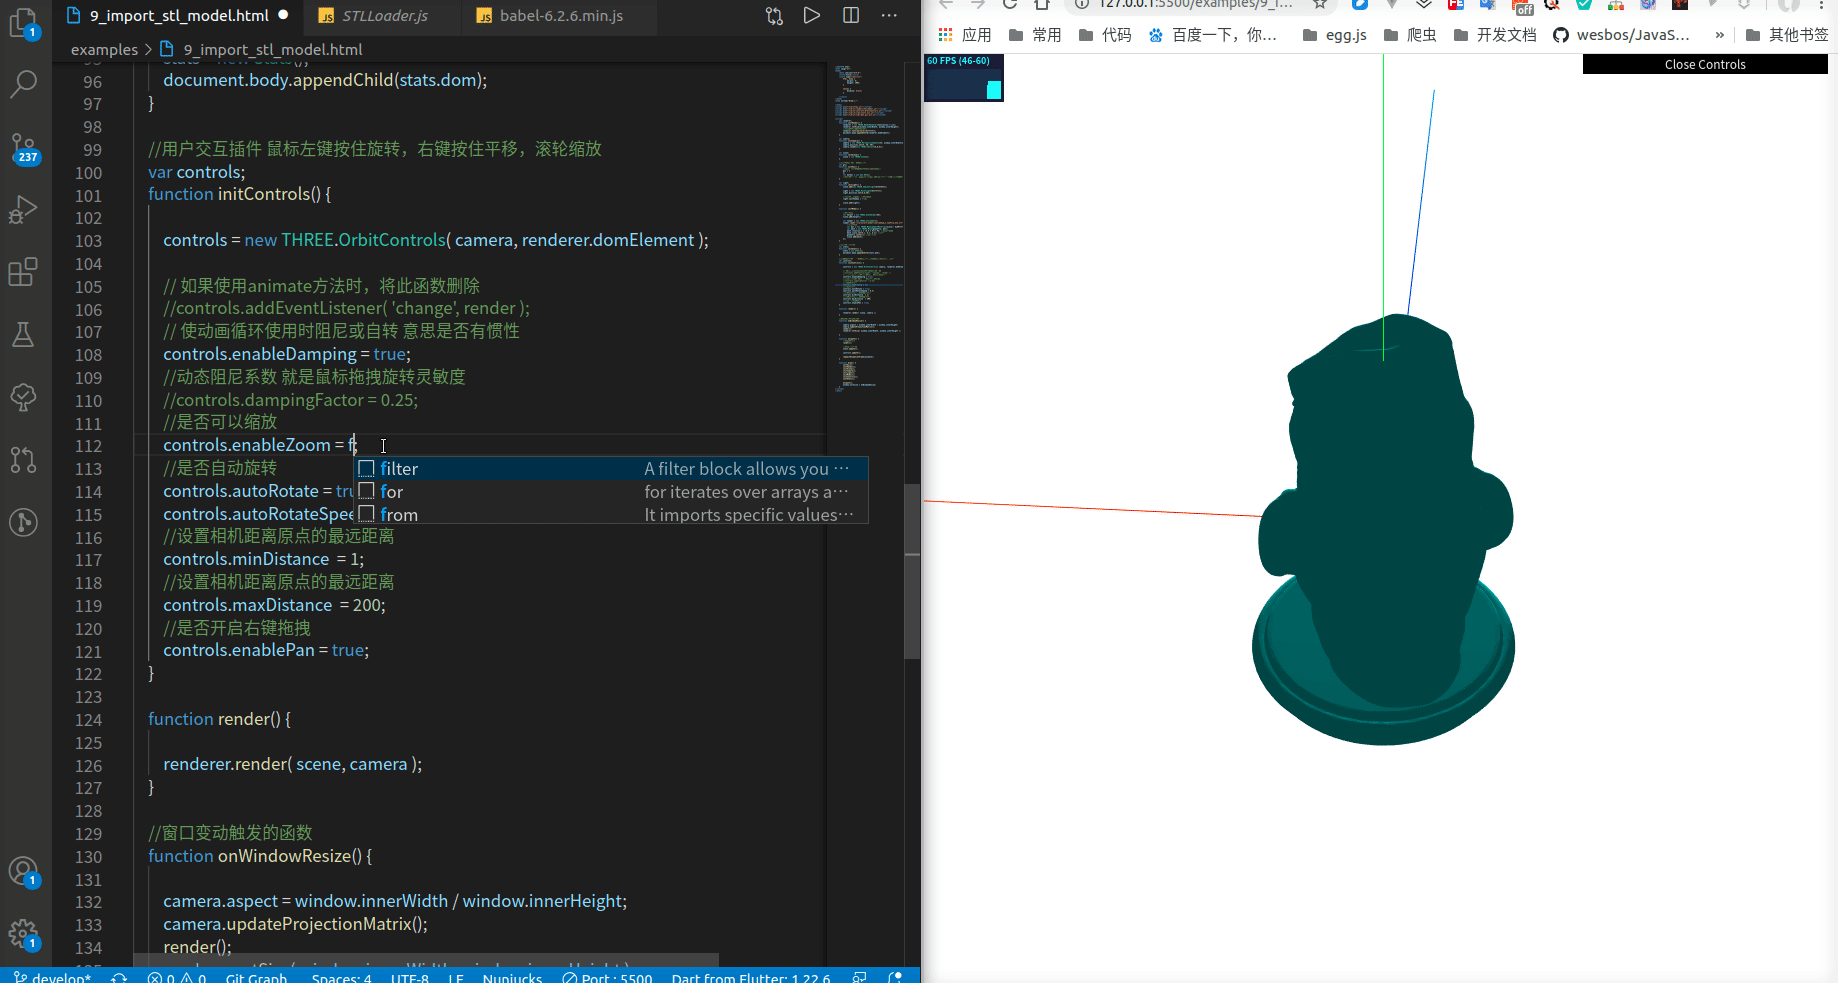 9_import_stl_model.html
STLLoader.js
babel-6.2.6.min.js
examples > 9_import_stl_model.html
96 document.body.appendChild(stats.dom);
97 }
98
99 //用户交互插件 鼠标左键按住旋转，右键按住平移，滚轮缩放
100 var controls;
101 function initControls() {
102
103 controls = new THREE.OrbitControls( camera, renderer.domElement );
104
105 // 如果使用animate方法时，将此函数删除
106 //controls.addEventListener( 'change', render );
107 // 使动画循环使用时阻尼或自转 意思是否有惯性
108 controls.enableDamping = true;
109 //动态阻尼系数 就是鼠标拖拽旋转灵敏度
110 //controls.dampingFactor = 0.25;
111 //是否可以缩放
112 controls.enableZoom = f;
113 //是否自动旋转
filter A filter block allows you ···
114 controls.autoRotate = tru
for for iterates over arrays a···
115 controls.autoRotateSpee
from It imports specific values···
116 //设置相机距离原点的最远距离
117 controls.minDistance = 1;
118 //设置相机距离原点的最远距离
119 controls.maxDistance = 200;
120 //是否开启右键拖拽
121 controls.enablePan = true;
122 }
123
124 function render() {
125
126 renderer.render( scene, camera );
127 }
128
129 //窗口变动触发的函数
130 function onWindowResize() {
131
132 camera.aspect = window.innerWidth / window.innerHeight;
133 camera.updateProjectionMatrix();
134 render();
1
237
1
1
develop* 0 0 Git Graph Spaces: 4 UTF-8 LF Nunjucks Port : 5500 Dart from Flutter: 1.22.6
127.0.0.1:5500/examples/9_i...
off
应用 常用 代码 百度一下，你... egg.js 爬虫 开发文档 wesbos/JavaS... » 其他书签
60 FPS (46-60)
Close Controls